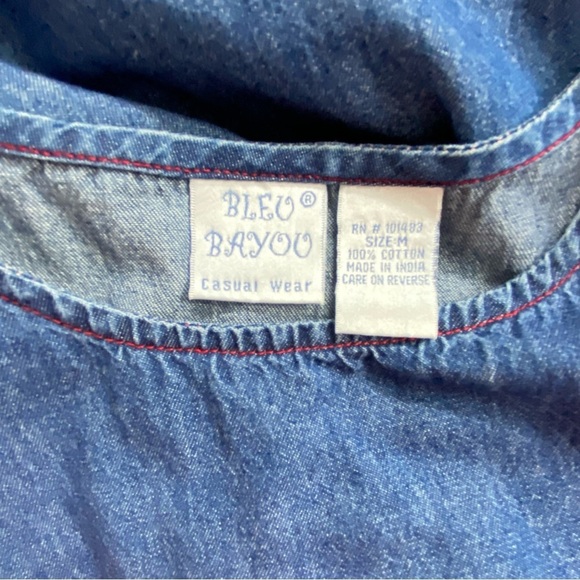 BLEU ®
BAYOU
Casual Wear
RN # 101493
SIZE M
100% COTTON
MADE IN INDIA
CARE ON REVERSE